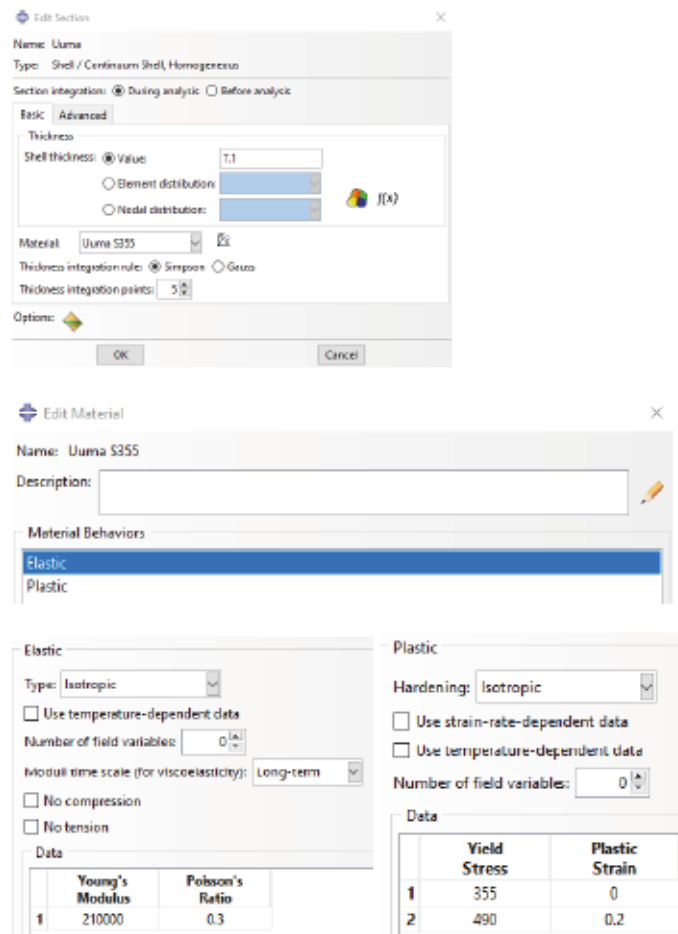 Edit Section
Name: Uuma
Type: Shell / Continuum Shell, Homogeneous
Section integration: During analysis Before analysis
Basic Advanced
Thickness
Shell thickness: Value: 7.1
Element distribution:
f(x)
Nodal distribution:
Material: Uuma S355
Thickness integration rule: Simpson Gauss
Thickness integration points: 5
Options:
OK Cancel
Edit Material
Name: Uuma S355
Description:
Material Behaviors
Elastic
Plastic
Elastic
Type: Isotropic
Use temperature-dependent data
Number of field variables: 0
Moduli time scale (for viscoelasticity): Long-term
No compression
No tension
Data
Young's Poisson's
Modulus Ratio
1 210000 0.3
Plastic
Hardening: Isotropic
Use strain-rate-dependent data
Use temperature-dependent data
Number of field variables: 0
Data
Yield Plastic
Stress Strain
1 355 0
2 490 0.2